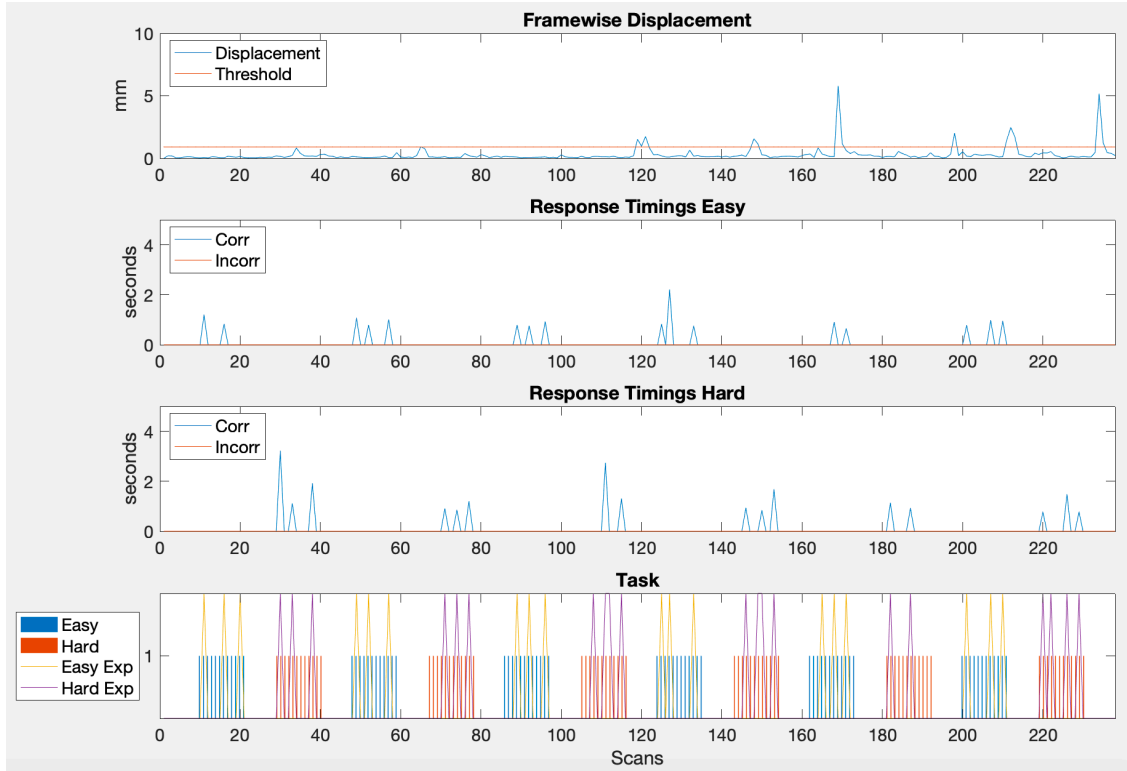 Framewise Displacement
10
5
0
mm
Displacement
Threshold
0 20 40 60 80 100 120 140 160 180 200 220
Response Timings Easy
4
2
0
seconds
Corr
Incorr
0 20 40 60 80 100 120 140 160 180 200 220
Response Timings Hard
4
2
0
seconds
Corr
Incorr
0 20 40 60 80 100 120 140 160 180 200 220
Task
Easy
Hard
Easy Exp
Hard Exp
1
0 20 40 60 80 100 120 140 160 180 200 220
Scans